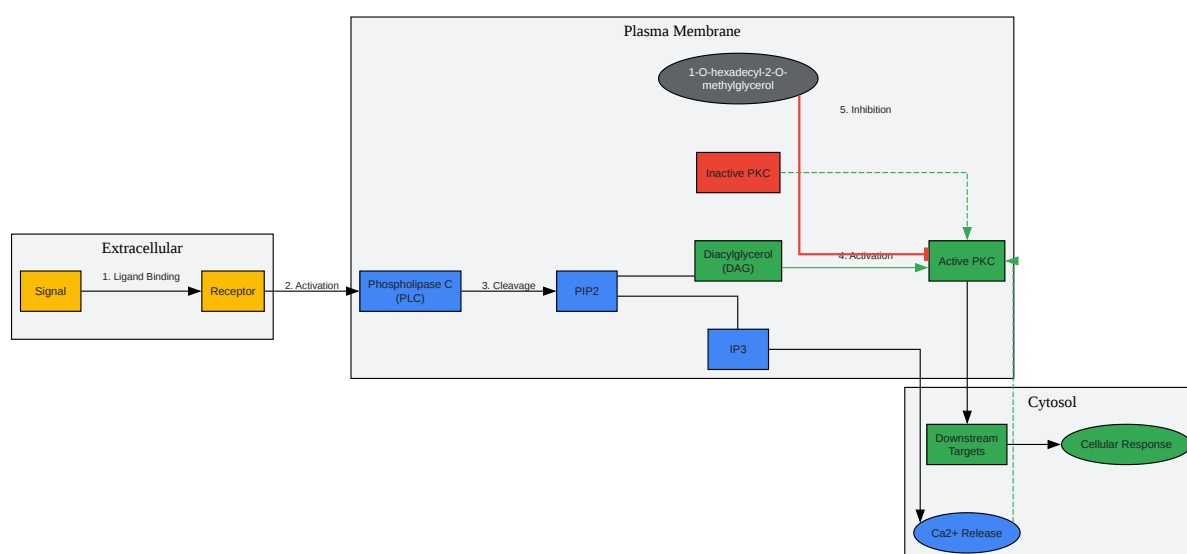 Plasma Membrane
1-O-hexadecyl-2-O-
methylglycerol
5. Inhibition
Inactive PKC
Extracellular
Signal
1. Ligand Binding
Receptor
2. Activation
Phospholipase C
(PLC)
3. Cleavage
PIP2
Diacylglycerol
(DAG)
4. Activation
Active PKC
IP3
Cytosol
Downstream
Targets
Cellular Response
Ca2+ Release